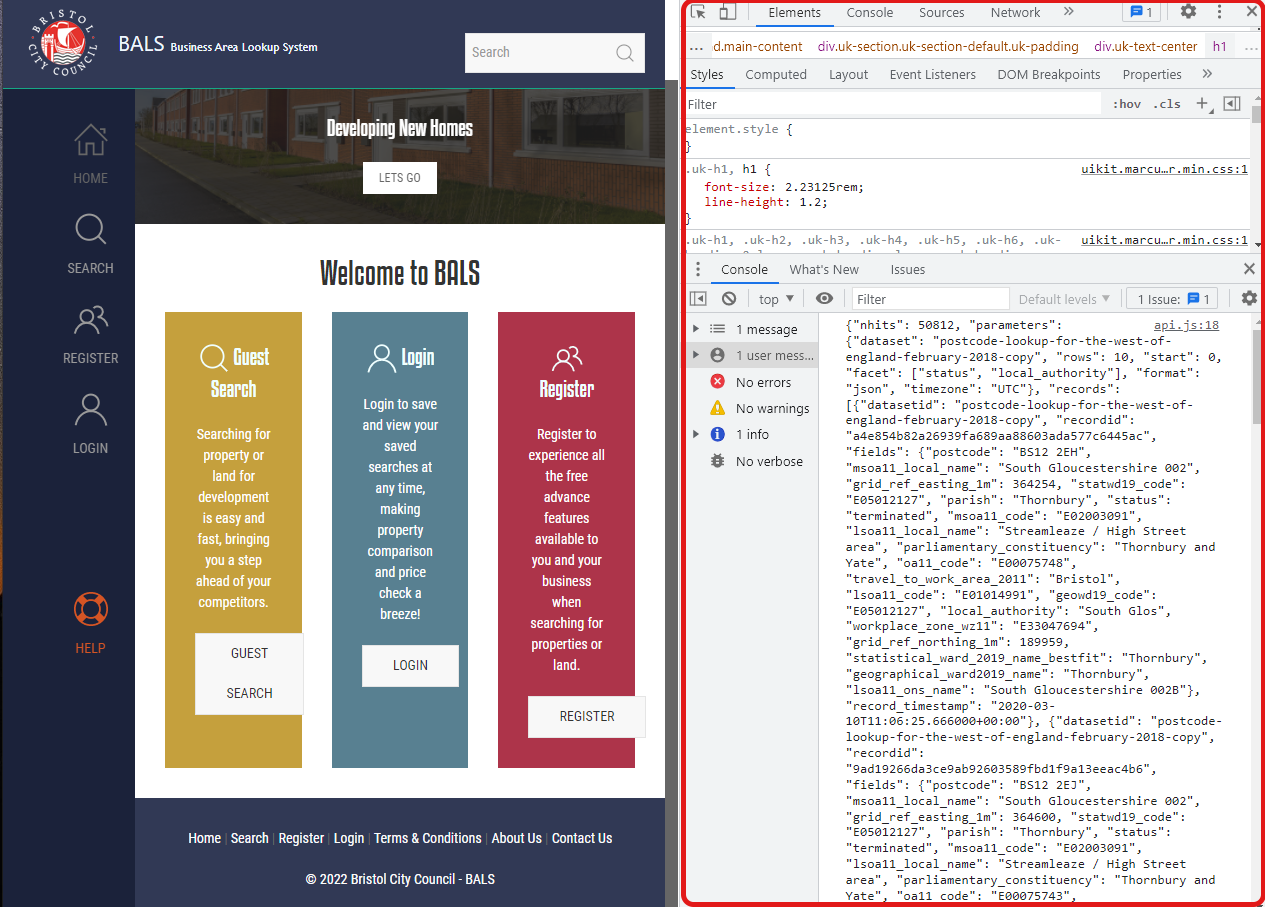 BRISTOL
CITY COUNCIL
BALS Business Area Lookup System
Search
HOME
SEARCH
REGISTER
LOGIN
HELP
Developing New Homes
LETS GO
Welcome to BALS
Guest
Search
Searching for
property or
land for
development
is easy and
fast, bringing
you a step
ahead of your
competitors.
GUEST
SEARCH
Login
Login to save
and view your
saved
searches at
any time,
making
property
comparison
and price
check a
breeze!
LOGIN
Register
Register to
experience all
the free
advance
features
available to
you and your
business
when
searching for
properties or
land.
REGISTER
Home | Search | Register | Login | Terms & Conditions | About Us | Contact Us
© 2022 Bristol City Council - BALS
Elements Console Sources Network » 1
... d.main-content div.uk-section.uk-section-default.uk-padding div.uk-text-center h1 ...
Styles Computed Layout Event Listeners DOM Breakpoints Properties »
Filter :hov .cls +
element.style {
}
.uk-h1, h1 { uikit.marcu…r.min.css:1
font-size: 2.23125rem;
line-height: 1.2;
}
.uk-h1, .uk-h2, .uk-h3, .uk-h4, .uk-h5, .uk-h6, .uk- uikit.marcu…r.min.css:1
Console What's New Issues
top ▼ Filter Default levels ▼ 1 Issue: 1
1 message
1 user mess...
No errors
No warnings
1 info
No verbose
{"nhits": 50812, "parameters": api.js:18
{"dataset": "postcode-lookup-for-the-west-of-
england-february-2018-copy", "rows": 10, "start": 0,
"facet": ["status", "local_authority"], "format":
"json", "timezone": "UTC"}, "records":
[{"datasetid": "postcode-lookup-for-the-west-of-
england-february-2018-copy", "recordid":
"a4e854b82a26939fa689aa88603ada577c6445ac",
"fields": {"postcode": "BS12 2EH",
"msoa11_local_name": "South Gloucestershire 002",
"grid_ref_easting_1m": 364254, "statwd19_code":
"E05012127", "parish": "Thornbury", "status":
"terminated", "msoa11_code": "E02003091",
"lsoa11_local_name": "Streamleaze / High Street
area", "parliamentary_constituency": "Thornbury and
Yate", "oa11_code": "E00075748",
"travel_to_work_area_2011": "Bristol",
"lsoa11_code": "E01014991", "geowd19_code":
"E05012127", "local_authority": "South Glos",
"workplace_zone_wz11": "E33047694",
"grid_ref_northing_1m": 189959,
"statistical_ward_2019_name_bestfit": "Thornbury",
"geographical_ward2019_name": "Thornbury",
"lsoa11_ons_name": "South Gloucestershire 002B"},
"record_timestamp": "2020-03-
10T11:06:25.666000+00:00"}, {"datasetid": "postcode-
lookup-for-the-west-of-england-february-2018-copy",
"recordid":
"9ad19266da3ce9ab92603589fbd1f9a13eeac4b6",
"fields": {"postcode": "BS12 2EJ",
"msoa11_local_name": "South Gloucestershire 002",
"grid_ref_easting_1m": 364600, "statwd19_code":
"E05012127", "parish": "Thornbury", "status":
"terminated", "msoa11_code": "E02003091",
"lsoa11_local_name": "Streamleaze / High Street
area", "parliamentary_constituency": "Thornbury and
Yate", "oa11_code": "E00075743",